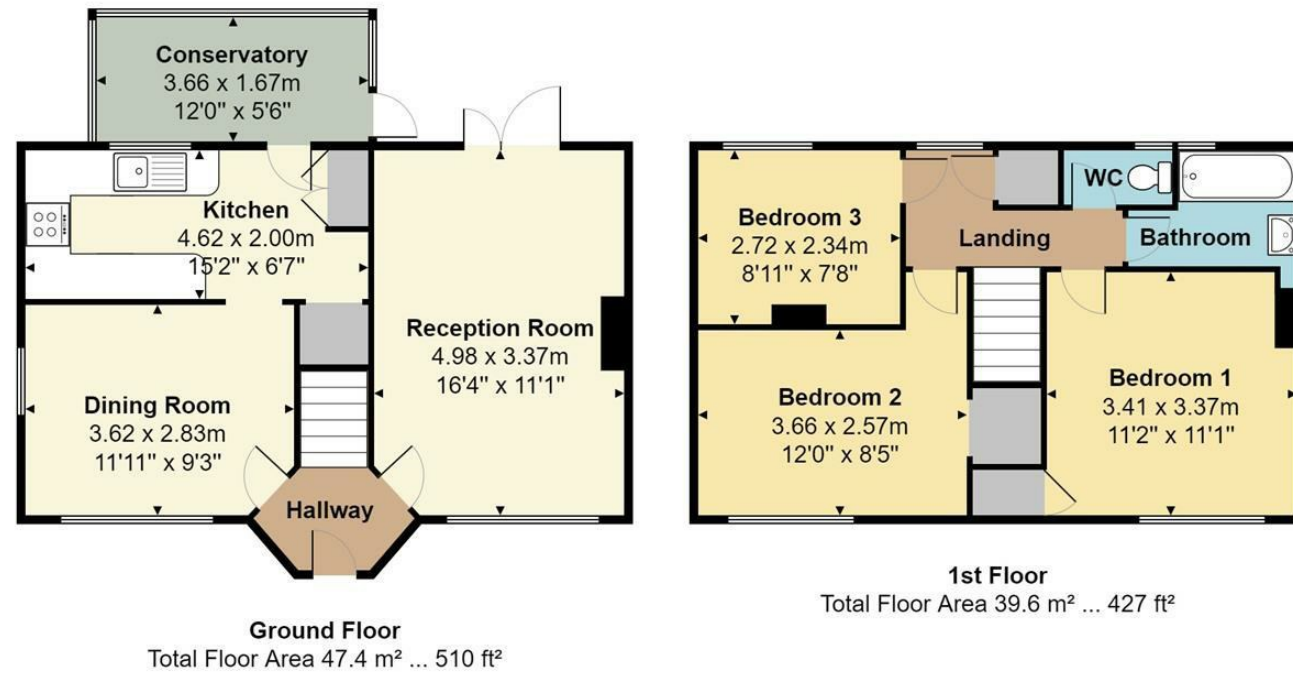 Conservatory
3.66 x 1.67m
12'0" x 5'6"
Kitchen
4.62 x 2.00m
15'2" x 6'7"
Reception Room
4.98 x 3.37m
16'4" x 11'1"
Dining Room
3.62 x 2.83m
11'11" x 9'3"
Hallway
Ground Floor
Total Floor Area 47.4 m² ... 510 ft²
WC
Bedroom 3
2.72 x 2.34m
8'11" x 7'8"
Landing
Bathroom
Bedroom 2
3.66 x 2.57m
12'0" x 8'5"
Bedroom 1
3.41 x 3.37m
11'2" x 11'1"
1st Floor
Total Floor Area 39.6 m² ... 427 ft²